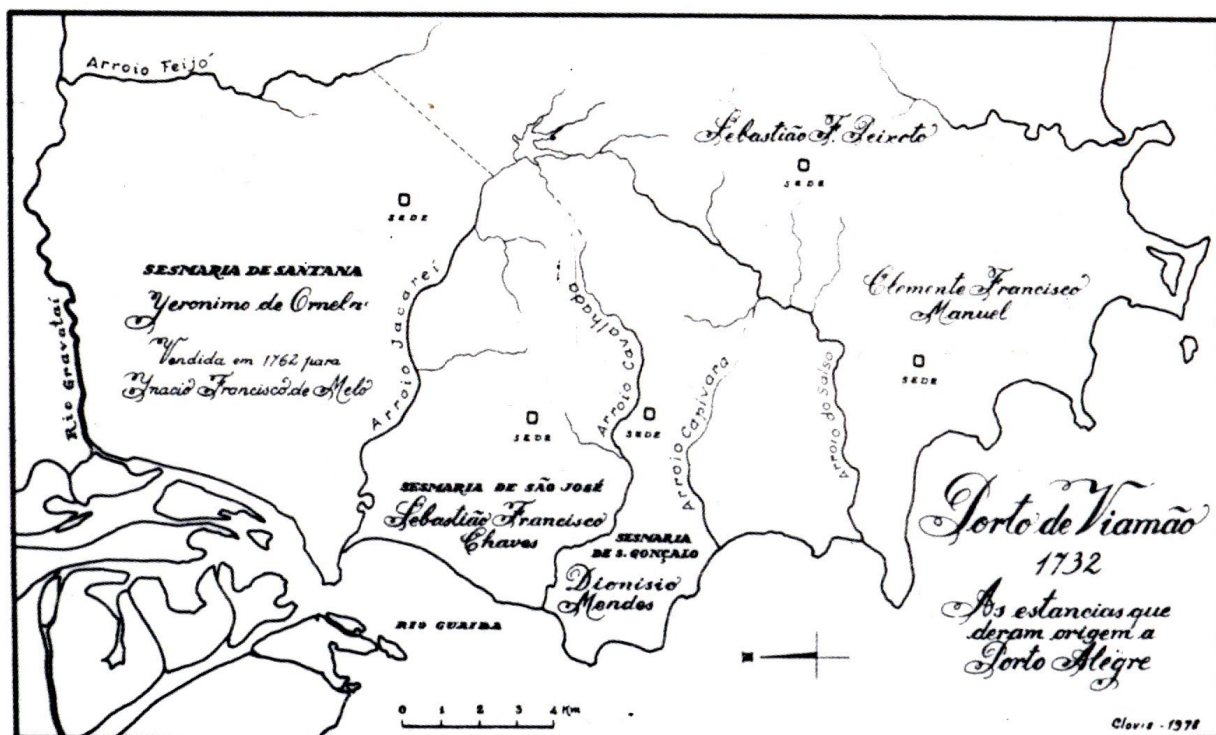 Arroio Feijó
Sebastião F. Peixoto
SEDE
SEDE
SESMARIA DE SANTANA
Yeronimo de Ornelas
Vendida em 1762 para
Ynacio Francisco de Melo
Rio Gravataí
Arroio Jacareí
Arroio Cavalhada
Clemente Francisco
Manuel
SEDE
Arroio Capivara
Arroio do Salso
SEDE
SEDE
SESMARIA DE SÃO JOSÉ
Sebastião Francisco
Chaves
SESMARIA
DE S. GONÇALO
Dionisio
Mendes
RIO GUAIBA
Porto de Viamão
1732
As estancias que
deram origem a
Porto Alegre
N
0 1 2 3 4 Km
Clovis - 1978